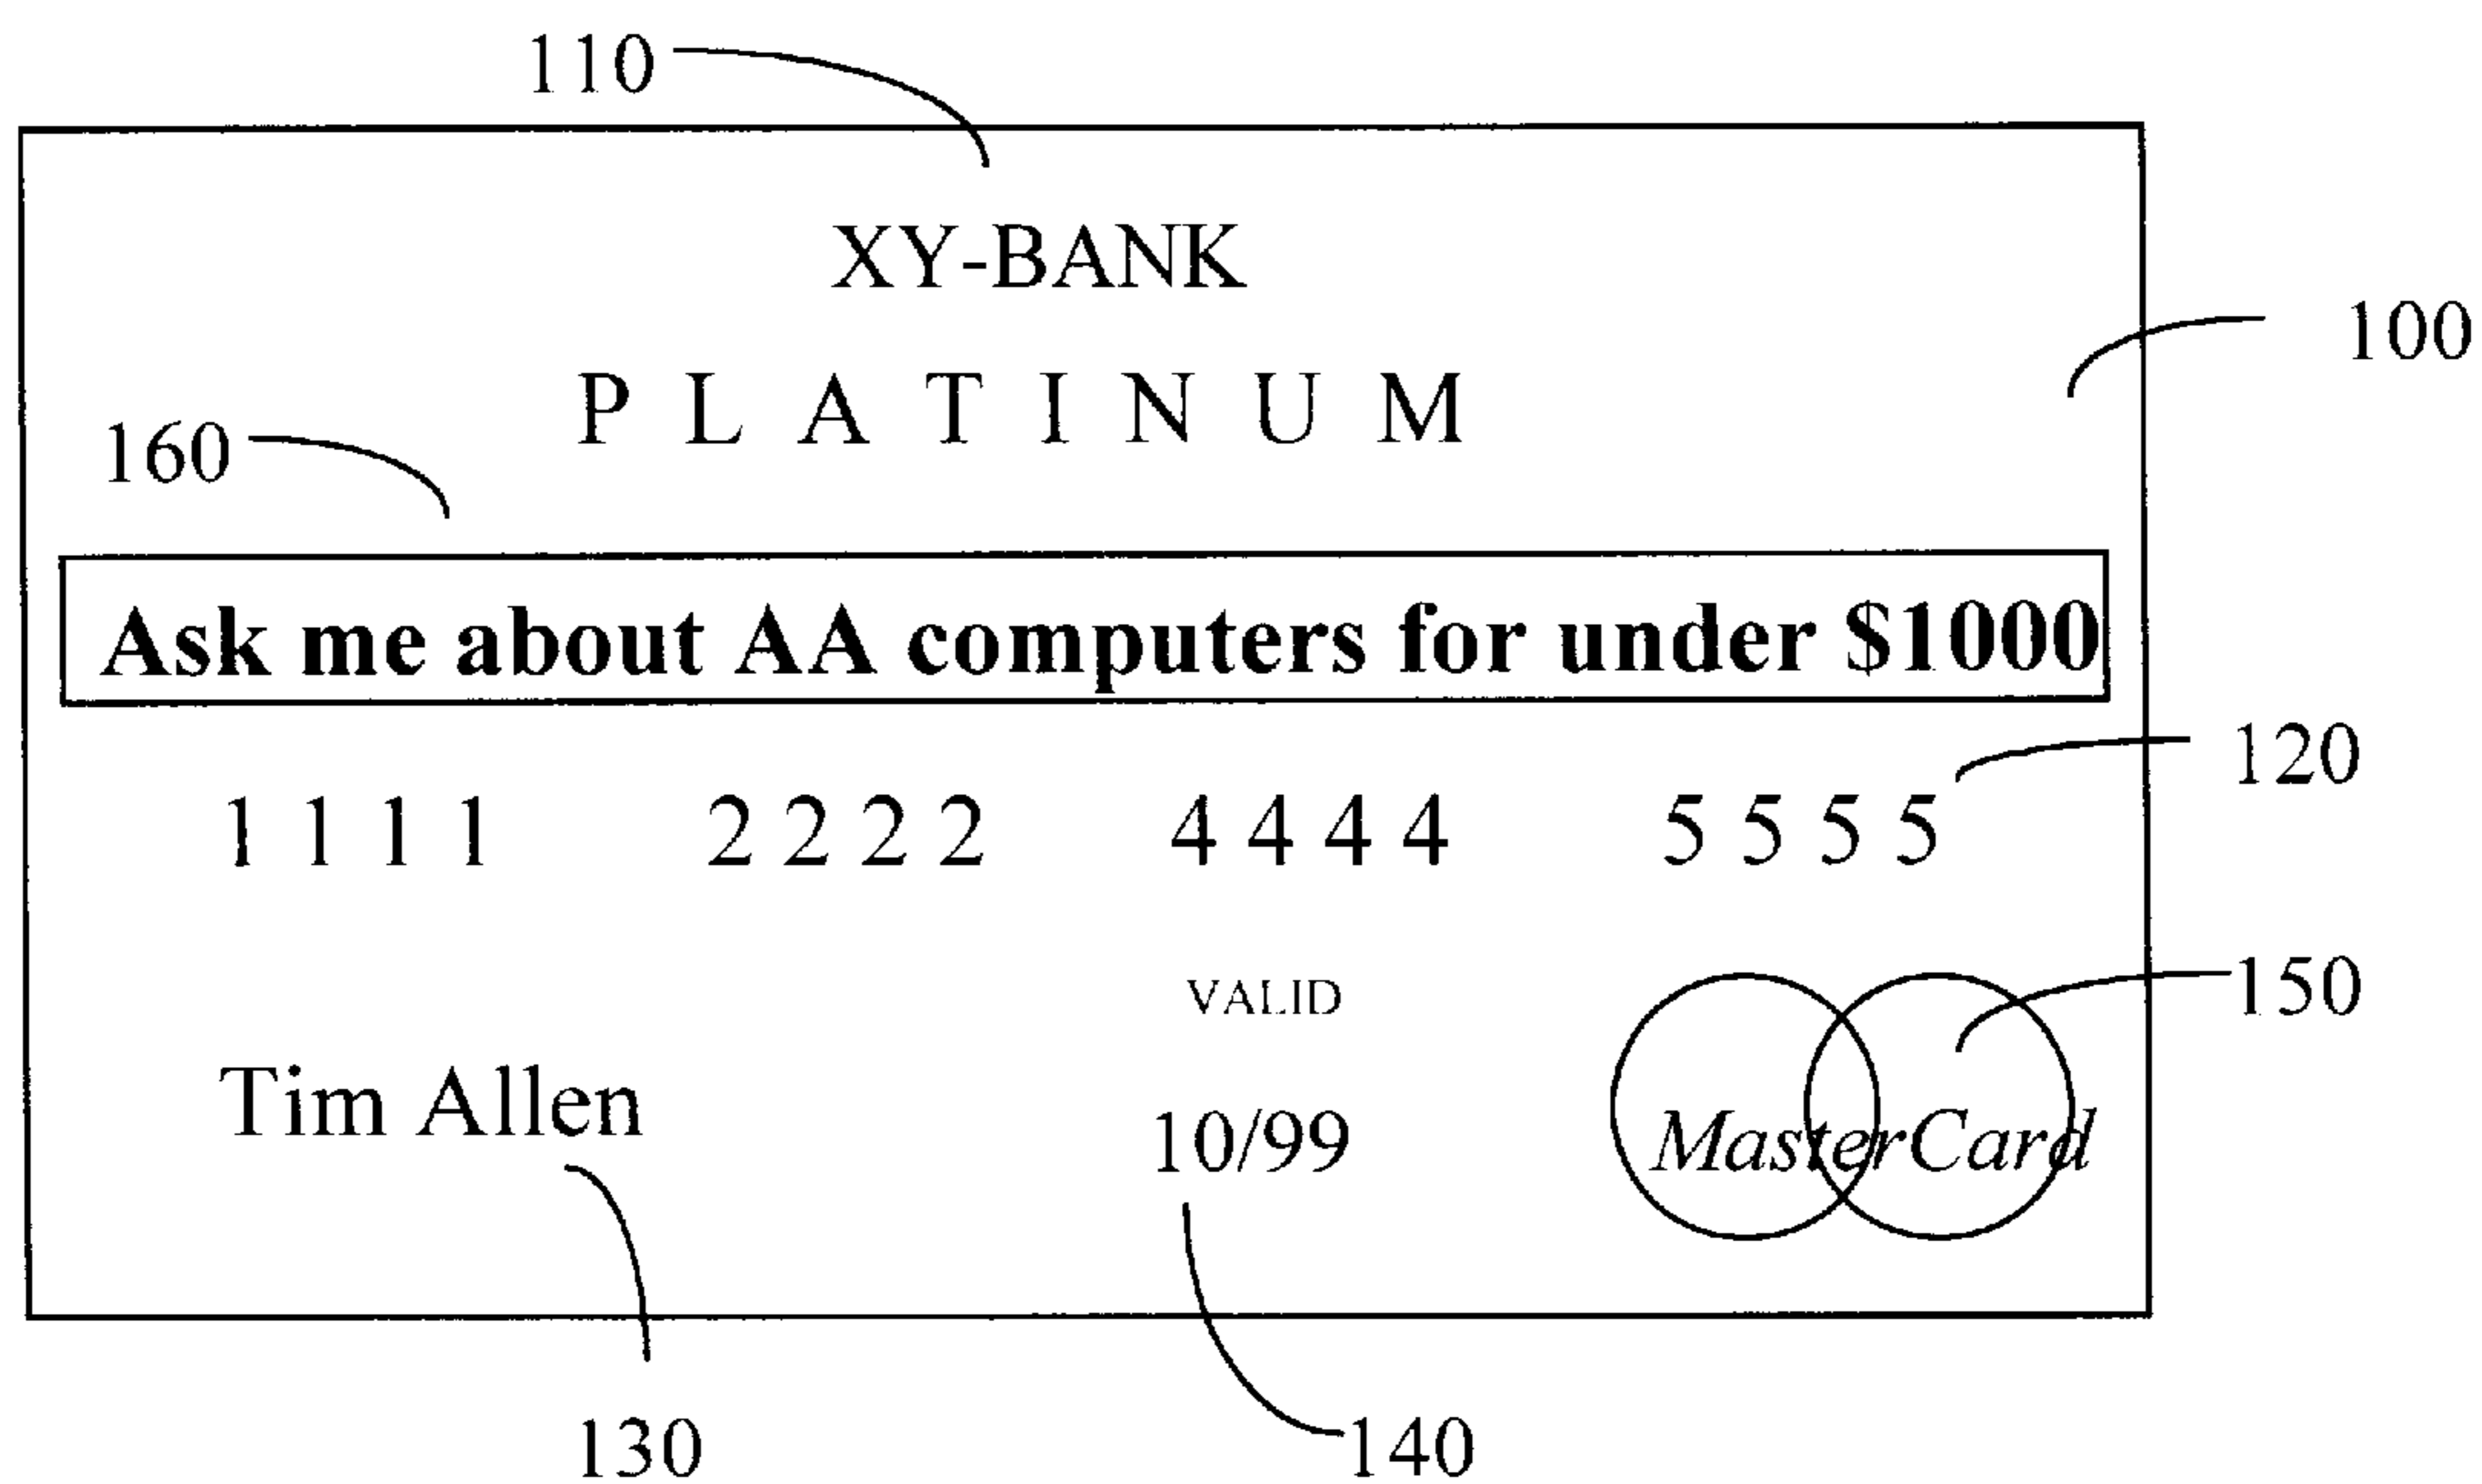 110
XY-BANK
100
P L A T I N U M
160
Ask me about AA computers for under $1000
120
1 1 1 1 2 2 2 2 4 4 4 4 5 5 5 5
VALID
150
Tim Allen
10/99
MasterCard
130
140